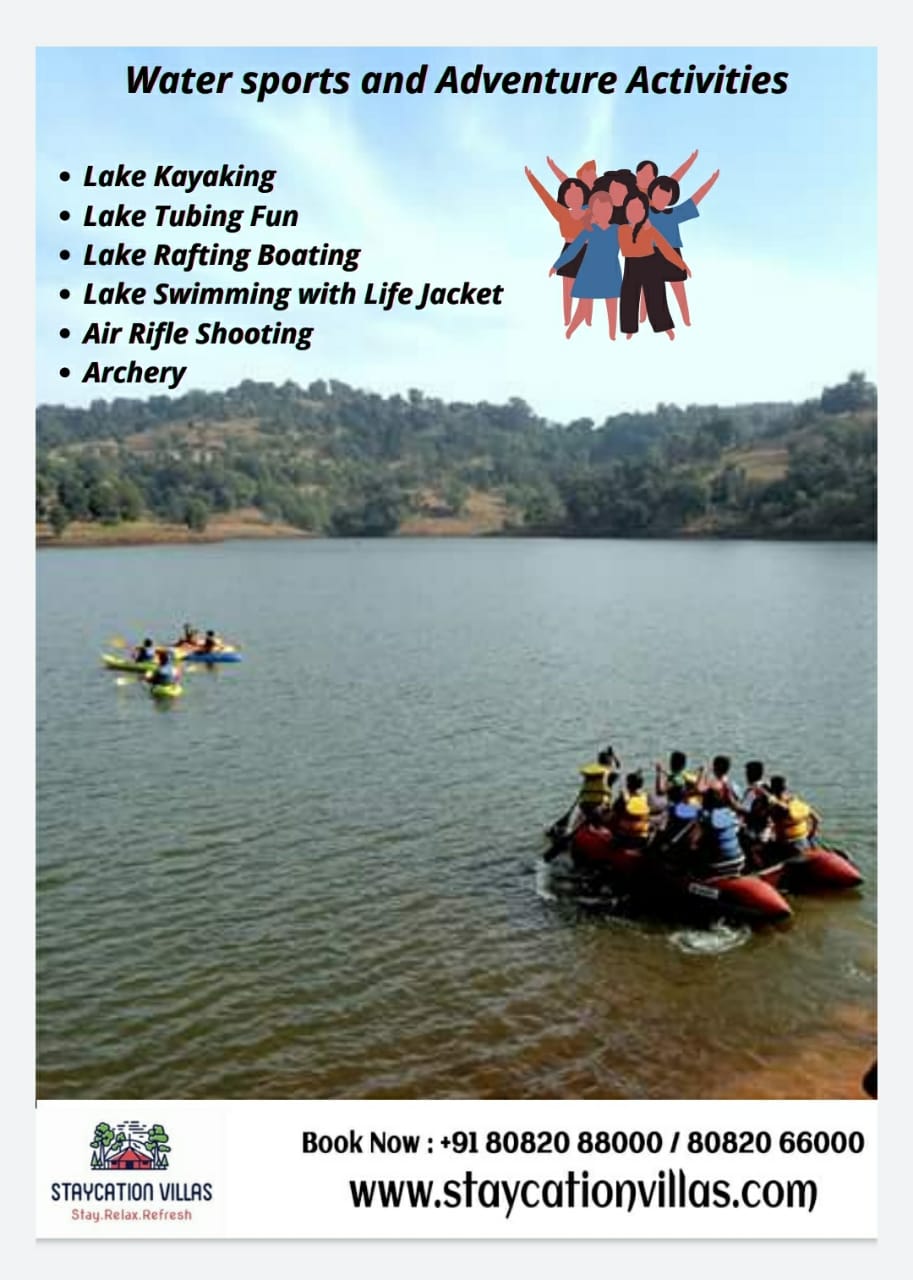 Water sports and Adventure Activities
• Lake Kayaking
• Lake Tubing Fun
• Lake Rafting Boating
• Lake Swimming with Life Jacket
• Air Rifle Shooting
• Archery
STAYCATION VILLAS
Stay.Relax.Refresh
Book Now : +91 80820 88000 / 80820 66000
www.staycationvillas.com